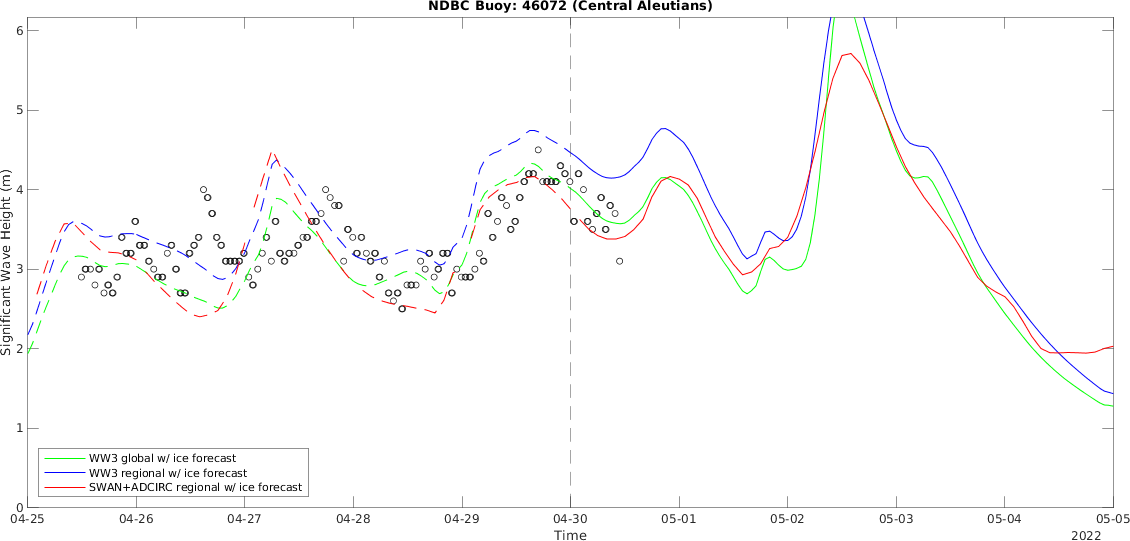 NDBC Buoy: 46072 (Central Aleutians)
Significant Wave Height (m)
6
5
4
3
2
1
0
WW3 global w/ ice forecast
WW3 regional w/ ice forecast
SWAN+ADCIRC regional w/ ice forecast
04-25 04-26 04-27 04-28 04-29 04-30 05-01 05-02 05-03 05-04 05-05
Time 2022